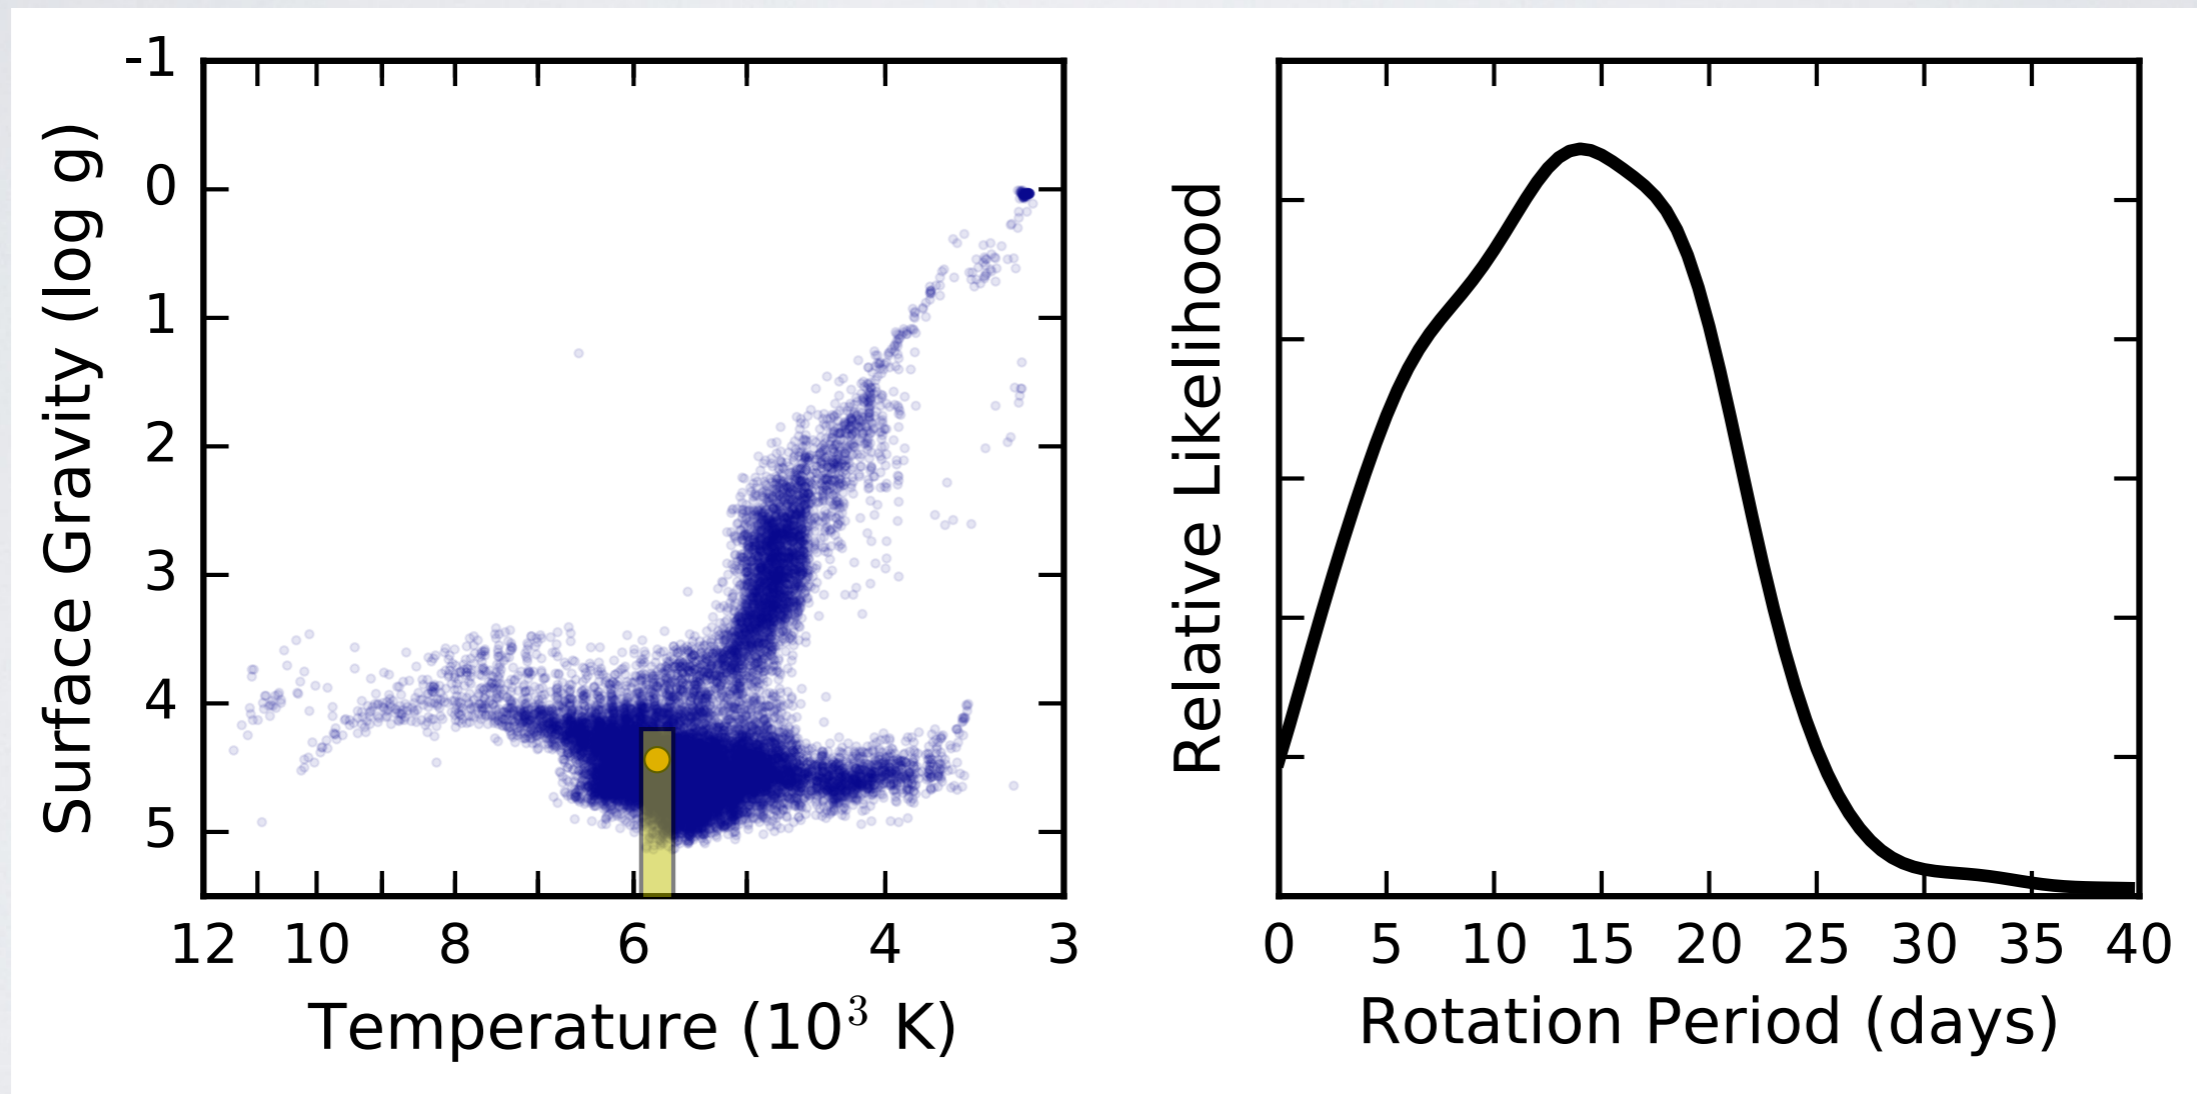 -1
0
1
2
3
4
5
Surface Gravity (log g)
12 10 8 6 4 3
Temperature (10³ K)
Relative Likelihood
0 5 10 15 20 25 30 35 40
Rotation Period (days)